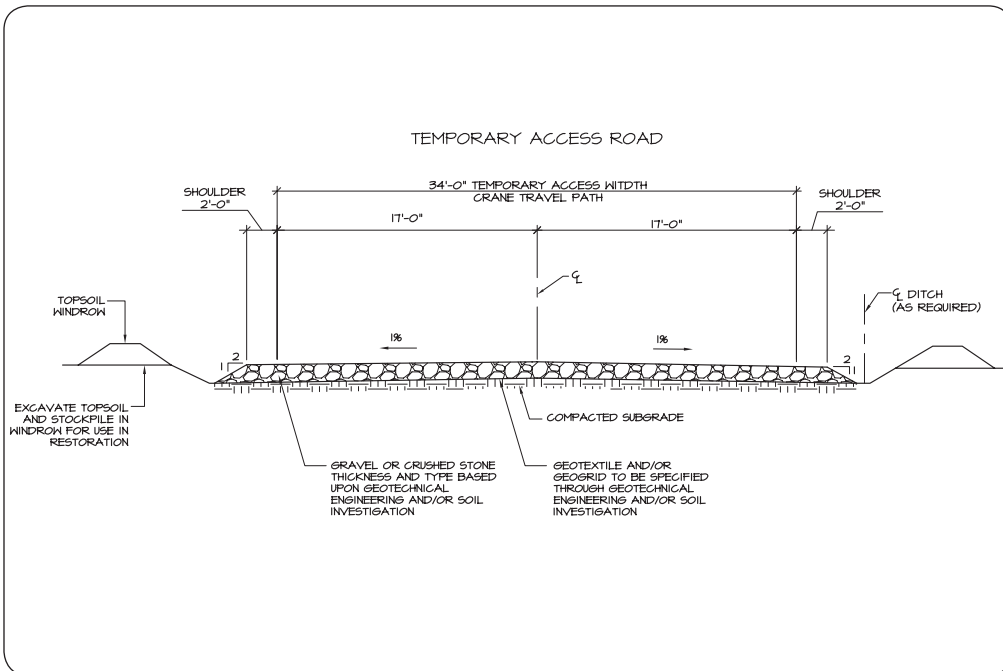 TEMPORARY ACCESS ROAD
34'-0" TEMPORARY ACCESS WITDTH
CRANE TRAVEL PATH
SHOULDER
2'-0"
17'-0"
17'-0"
SHOULDER
2'-0"
℄
℄ DITCH
(AS REQUIRED)
TOPSOIL
WINDROW
1%
1%
2
2
EXCAVATE TOPSOIL
AND STOCKPILE IN
WINDROW FOR USE IN
RESTORATION
COMPACTED SUBGRADE
GRAVEL OR CRUSHED STONE
THICKNESS AND TYPE BASED
UPON GEOTECHNICAL
ENGINEERING AND/OR SOIL
INVESTIGATION
GEOTEXTILE AND/OR
GEOGRID TO BE SPECIFIED
THROUGH GEOTECHNICAL
ENGINEERING AND/OR SOIL
INVESTIGATION